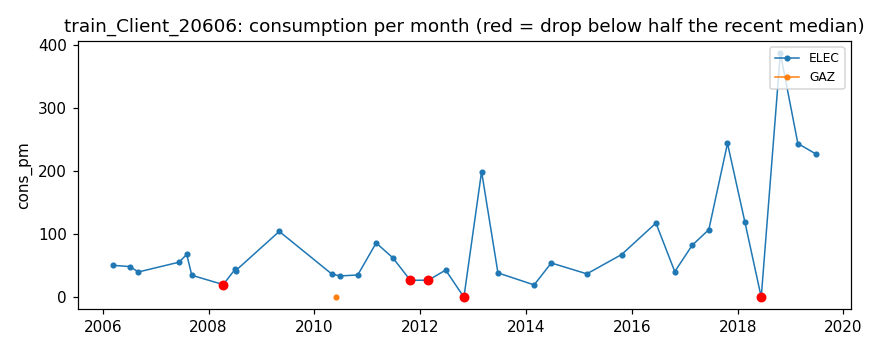 train_Client_20606: consumption per month (red = drop below half the recent median)
400
300
200
100
0
cons_pm
ELEC
GAZ
2006 2008 2010 2012 2014 2016 2018 2020